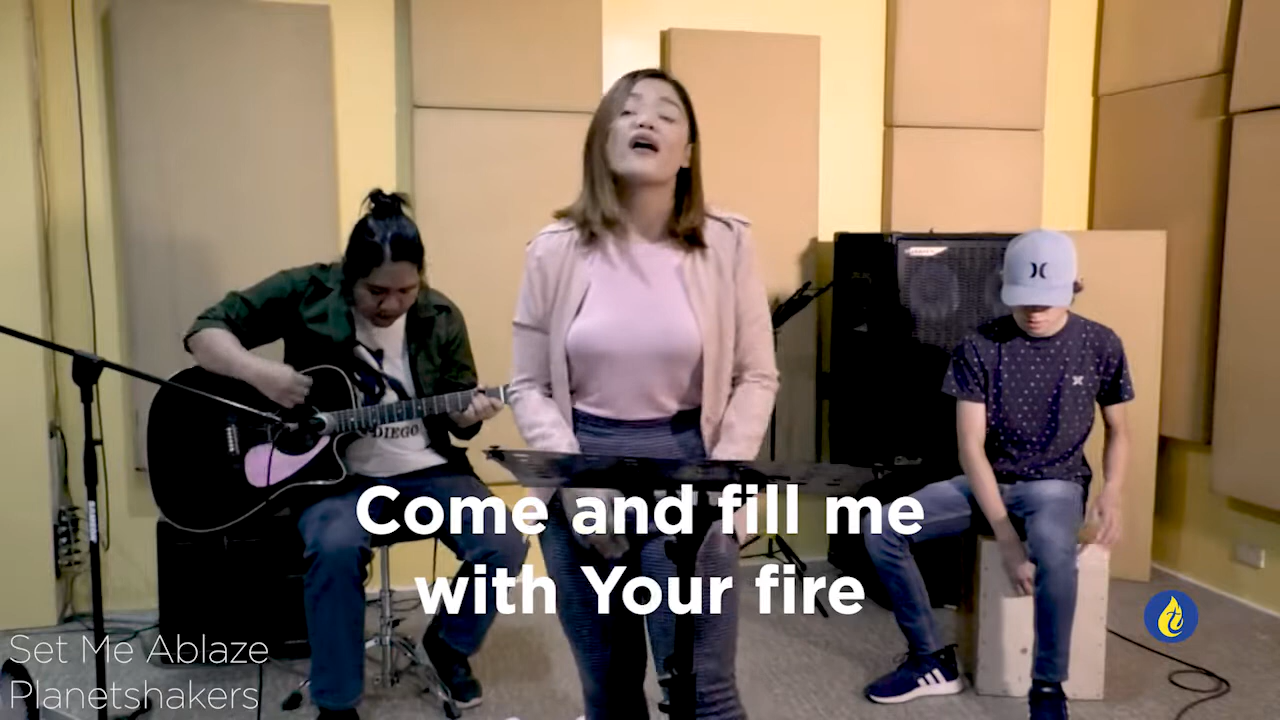 DIEGO
Come and fill me
with Your fire
Set Me Ablaze
Planetshakers
t